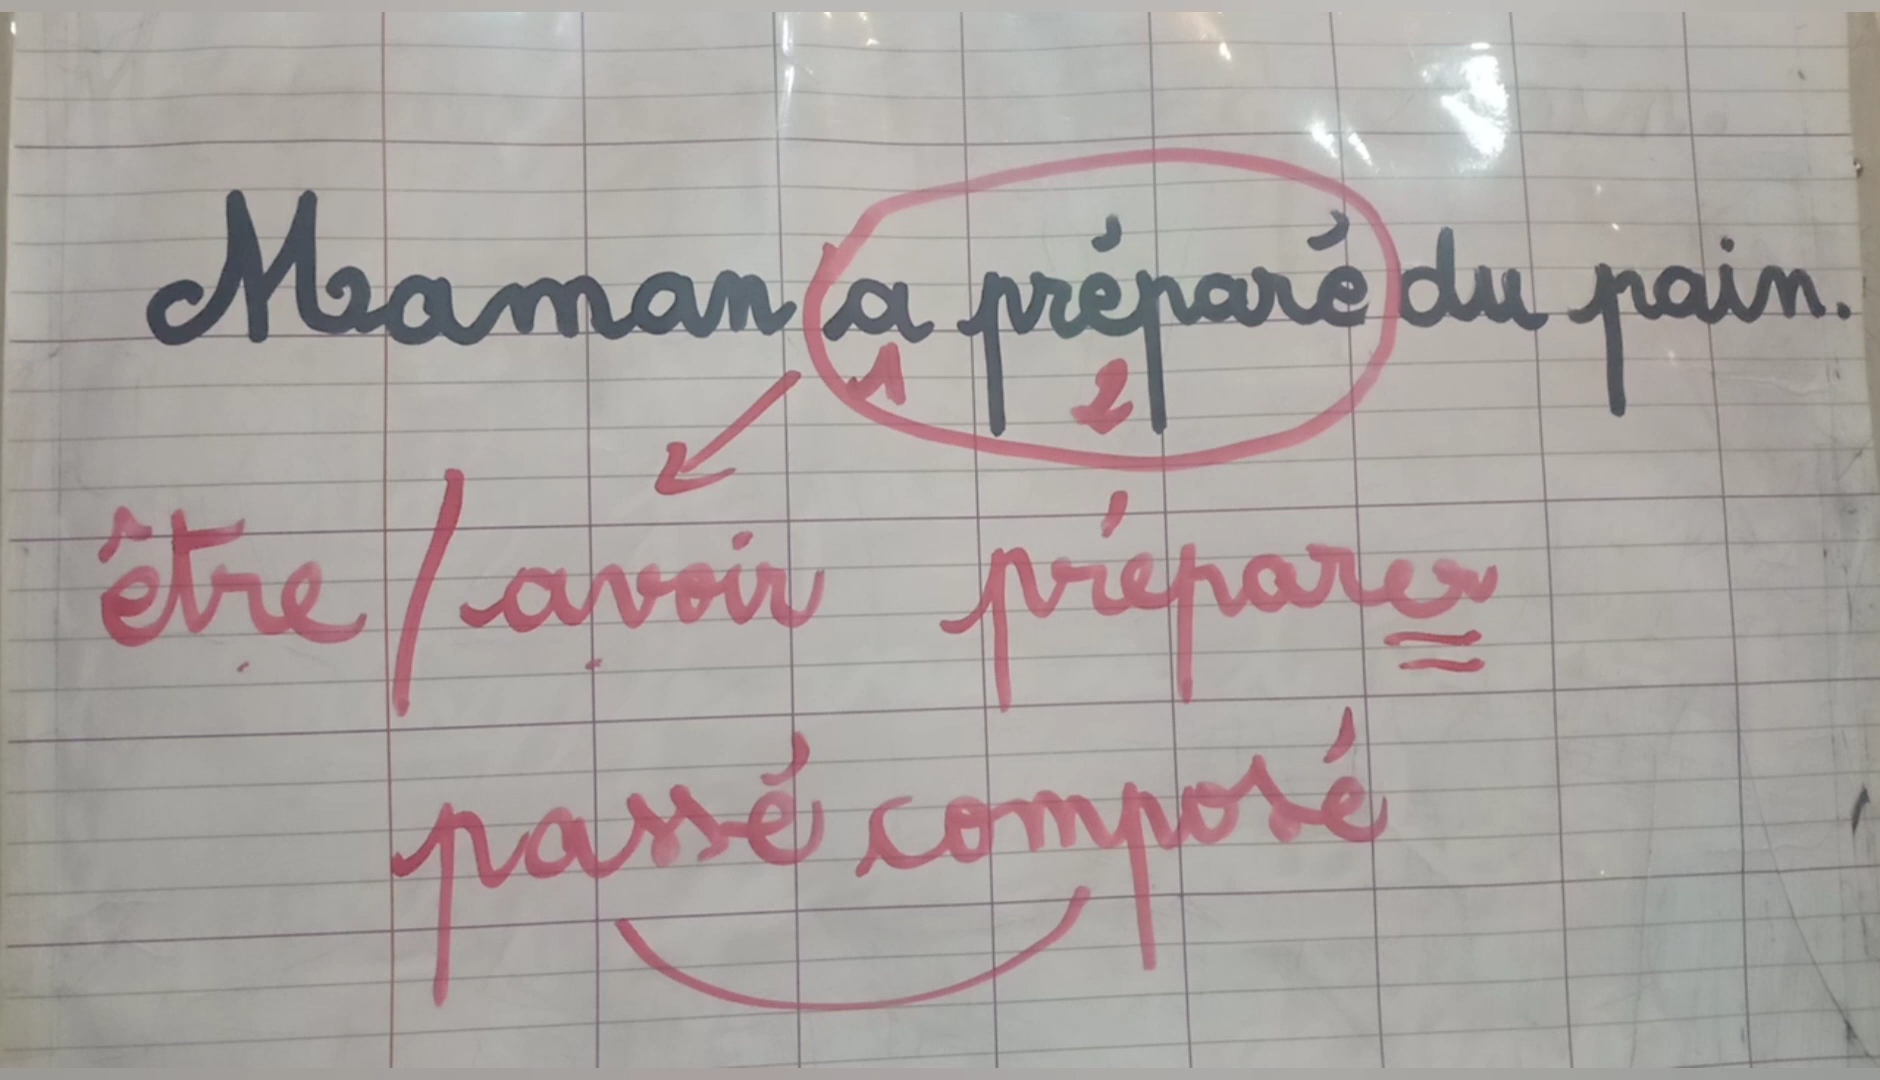 Maman a préparé du pain.
1 2
être / avoir préparer
passé composé